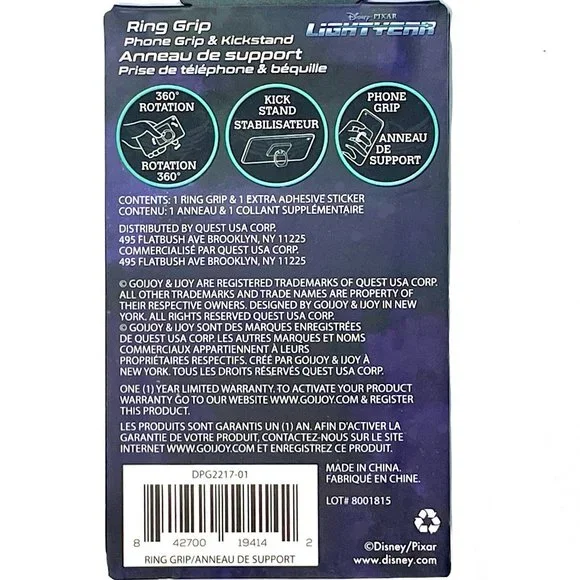 Ring Grip
Phone Grip & Kickstand
Anneau de support
Prise de téléphone & béquille
Disney PIXAR
LIGHTYEAR
360°
ROTATION
ROTATION
360°
KICK
STAND
STABILISATEUR
PHONE
GRIP
ANNEAU
DE
SUPPORT
CONTENTS: 1 RING GRIP & 1 EXTRA ADHESIVE STICKER
CONTENU: 1 ANNEAU & 1 COLLANT SUPPLÉMENTAIRE
DISTRIBUTED BY QUEST USA CORP.
495 FLATBUSH AVE BROOKLYN, NY 11225
COMMERCIALISÉ PAR QUEST USA CORP.
495 FLATBUSH AVE BROOKLYN, NY 11225
© GOIJOY & IJOY ARE REGISTERED TRADEMARKS OF QUEST USA CORP.
ALL OTHER TRADEMARKS AND TRADE NAMES ARE PROPERTY OF
THEIR RESPECTIVE OWNERS. DESIGNED BY GOIJOY & IJOY IN NEW
YORK. ALL RIGHTS RESERVED QUEST USA CORP.
© GOIJOY & IJOY SONT DES MARQUES ENREGISTRÉES
DE QUEST USA CORP. LES AUTRES MARQUES ET NOMS
COMMERCIAUX APPARTIENNENT À LEURS
PROPRIÉTAIRES RESPECTIFS. CRÉÉ PAR GOIJOY & IJOY À
NEW YORK. TOUS LES DROITS RÉSERVÉS QUEST USA CORP.
ONE (1) YEAR LIMITED WARRANTY. TO ACTIVATE YOUR PRODUCT
WARRANTY GO TO OUR WEBSITE WWW.GOIJOY.COM & REGISTER
THIS PRODUCT.
LES PRODUITS SONT GARANTIS UN (1) AN. AFIN D'ACTIVER LA
GARANTIE DE VOTRE PRODUIT, CONTACTEZ-NOUS SUR LE SITE
INTERNET WWW.GOIJOY.COM ET ENREGISTREZ CE PRODUIT.
DPG2217-01
8 42700 19414 2
RING GRIP/ANNEAU DE SUPPORT
MADE IN CHINA.
FABRIQUÉ EN CHINE.
LOT# 8001815
©Disney/Pixar
www.disney.com